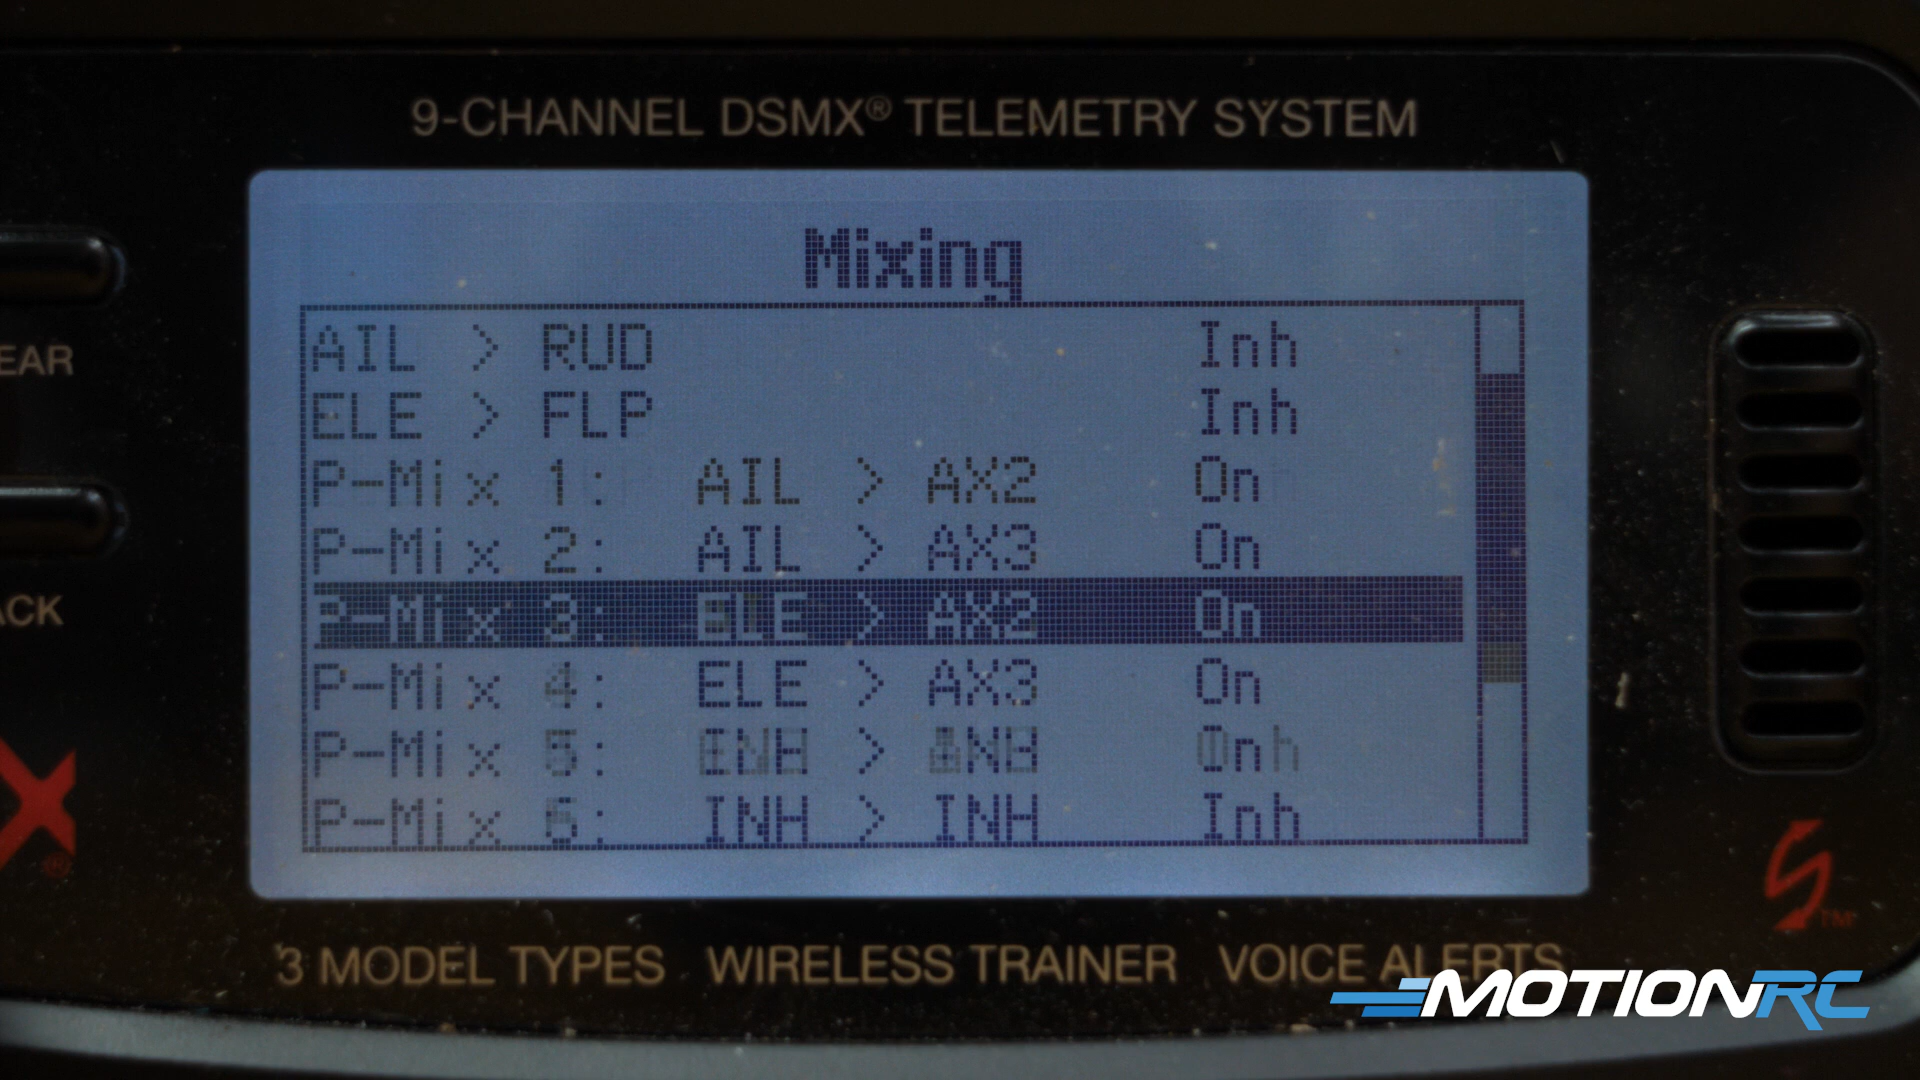 9-CHANNEL DSMX® TELEMETRY SYSTEM
Mixing
AIL > RUD Inh
ELE > FLP Inh
P-Mix 1: AIL > AX2 On
P-Mix 2: AIL > AX3 On
P-Mix 3: ELE > AX2 On
P-Mix 4: ELE > AX3 On
P-Mix 5: >
P-Mix 6: INH > INH Inh
EAR
ACK
X®
TM
3 MODEL TYPES WIRELESS TRAINER VOICE ALERTS
MOTIONRC